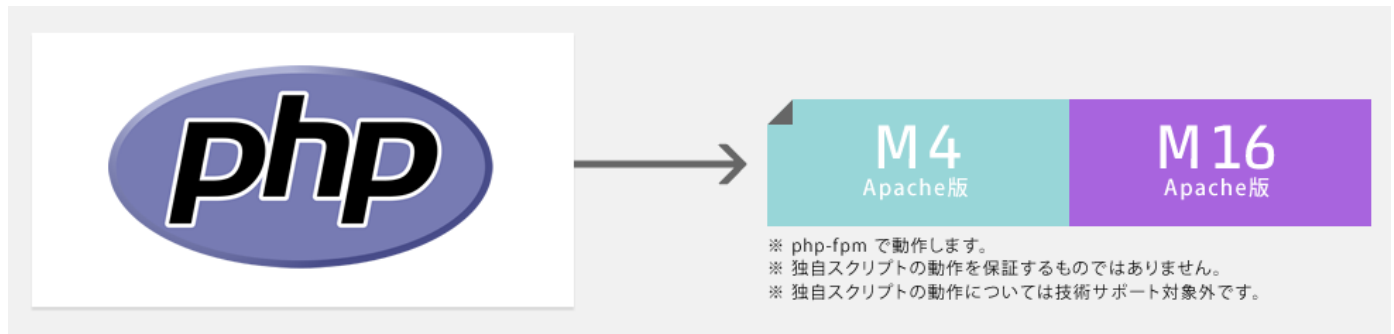 php
M4
Apache版
M16
Apache版
※ php-fpm で動作します。
※ 独自スクリプトの動作を保証するものではありません。
※ 独自スクリプトの動作については技術サポート対象外です。